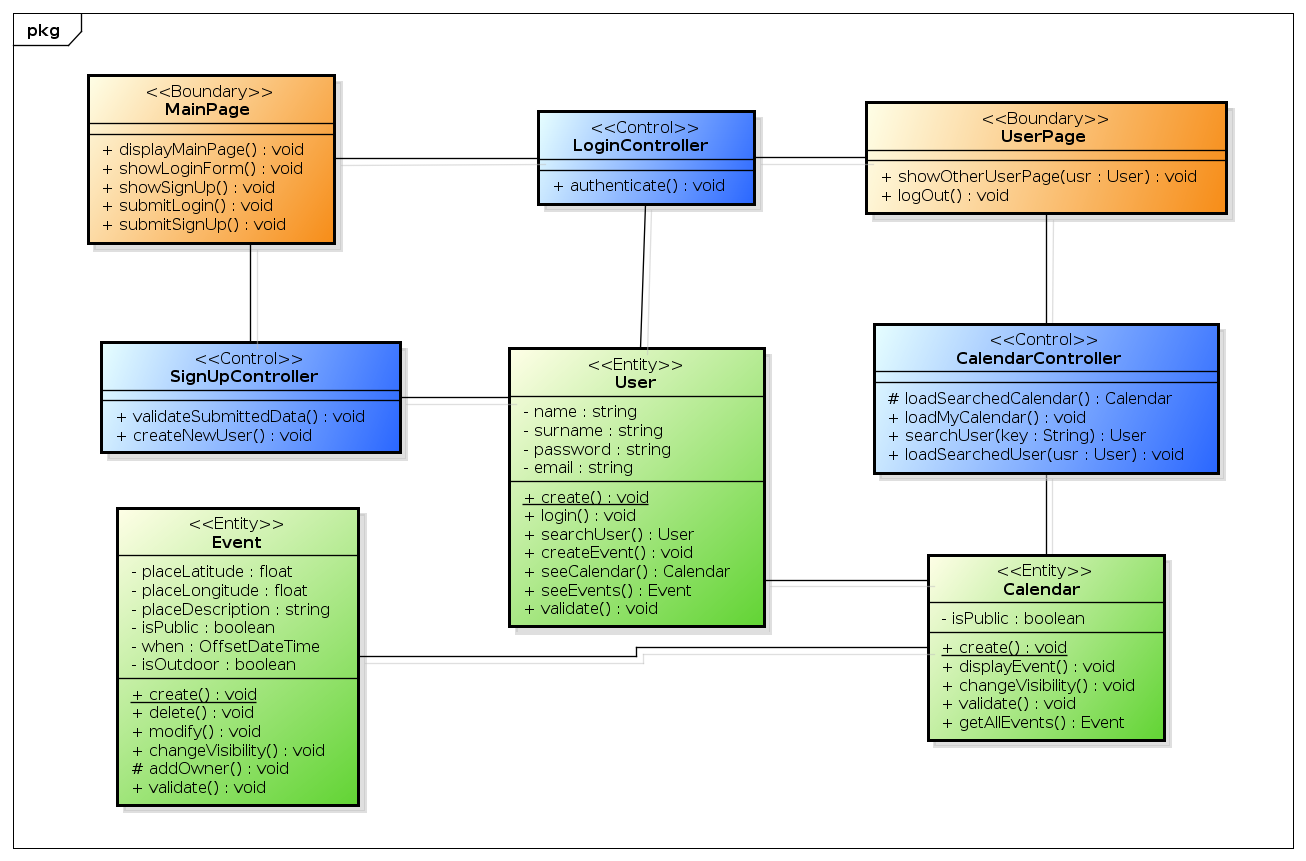 pkg
<<Boundary>>
MainPage
+ displayMainPage() : void
+ showLoginForm() : void
+ showSignUp() : void
+ submitLogin() : void
+ submitSignUp() : void
<<Control>>
LoginController
+ authenticate() : void
<<Boundary>>
UserPage
+ showOtherUserPage(usr : User) : void
+ logOut() : void
<<Control>>
SignUpController
+ validateSubmittedData() : void
+ createNewUser() : void
<<Entity>>
User
- name : string
- surname : string
- password : string
- email : string
+ create() : void
+ login() : void
+ searchUser() : User
+ createEvent() : void
+ seeCalendar() : Calendar
+ seeEvents() : Event
+ validate() : void
<<Control>>
CalendarController
# loadSearchedCalendar() : Calendar
+ loadMyCalendar() : void
+ searchUser(key : String) : User
+ loadSearchedUser(usr : User) : void
<<Entity>>
Event
- placeLatitude : float
- placeLongitude : float
- placeDescription : string
- isPublic : boolean
- when : OffsetDateTime
- isOutdoor : boolean
+ create() : void
+ delete() : void
+ modify() : void
+ changeVisibility() : void
# addOwner() : void
+ validate() : void
<<Entity>>
Calendar
- isPublic : boolean
+ create() : void
+ displayEvent() : void
+ changeVisibility() : void
+ validate() : void
+ getAllEvents() : Event